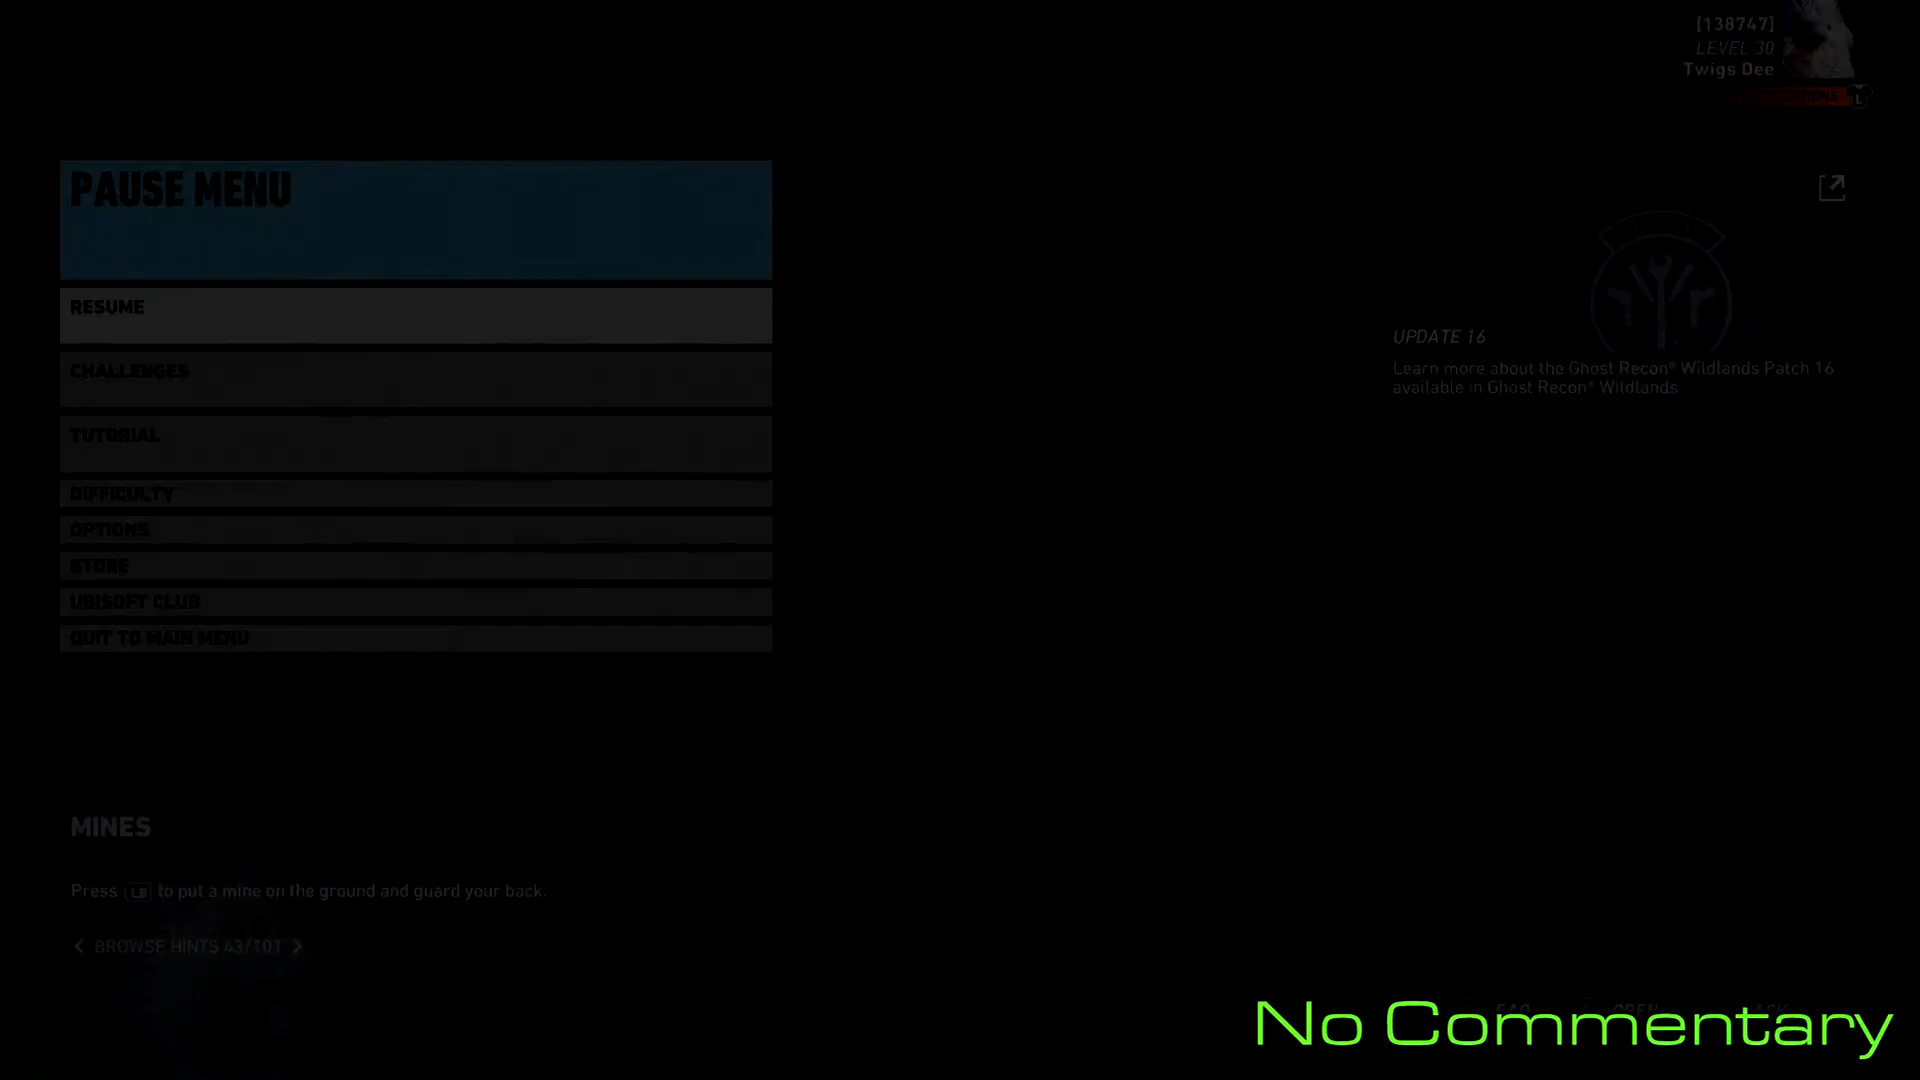 [138747]
LEVEL 30
Twigs Dee
L
PAUSE MENU
RESUME
CHALLENGES
TUTORIAL
DIFFICULTY
OPTIONS
STORE
UBISOFT CLUB
QUIT TO MAIN MENU
UPDATE 16
Learn more about the Ghost Recon® Wildlands Patch 16
available in Ghost Recon® Wildlands
MINES
Press LB to put a mine on the ground and guard your back.
< BROWSE HINTS 43/101 >
FAQ OPEN
No Commentary